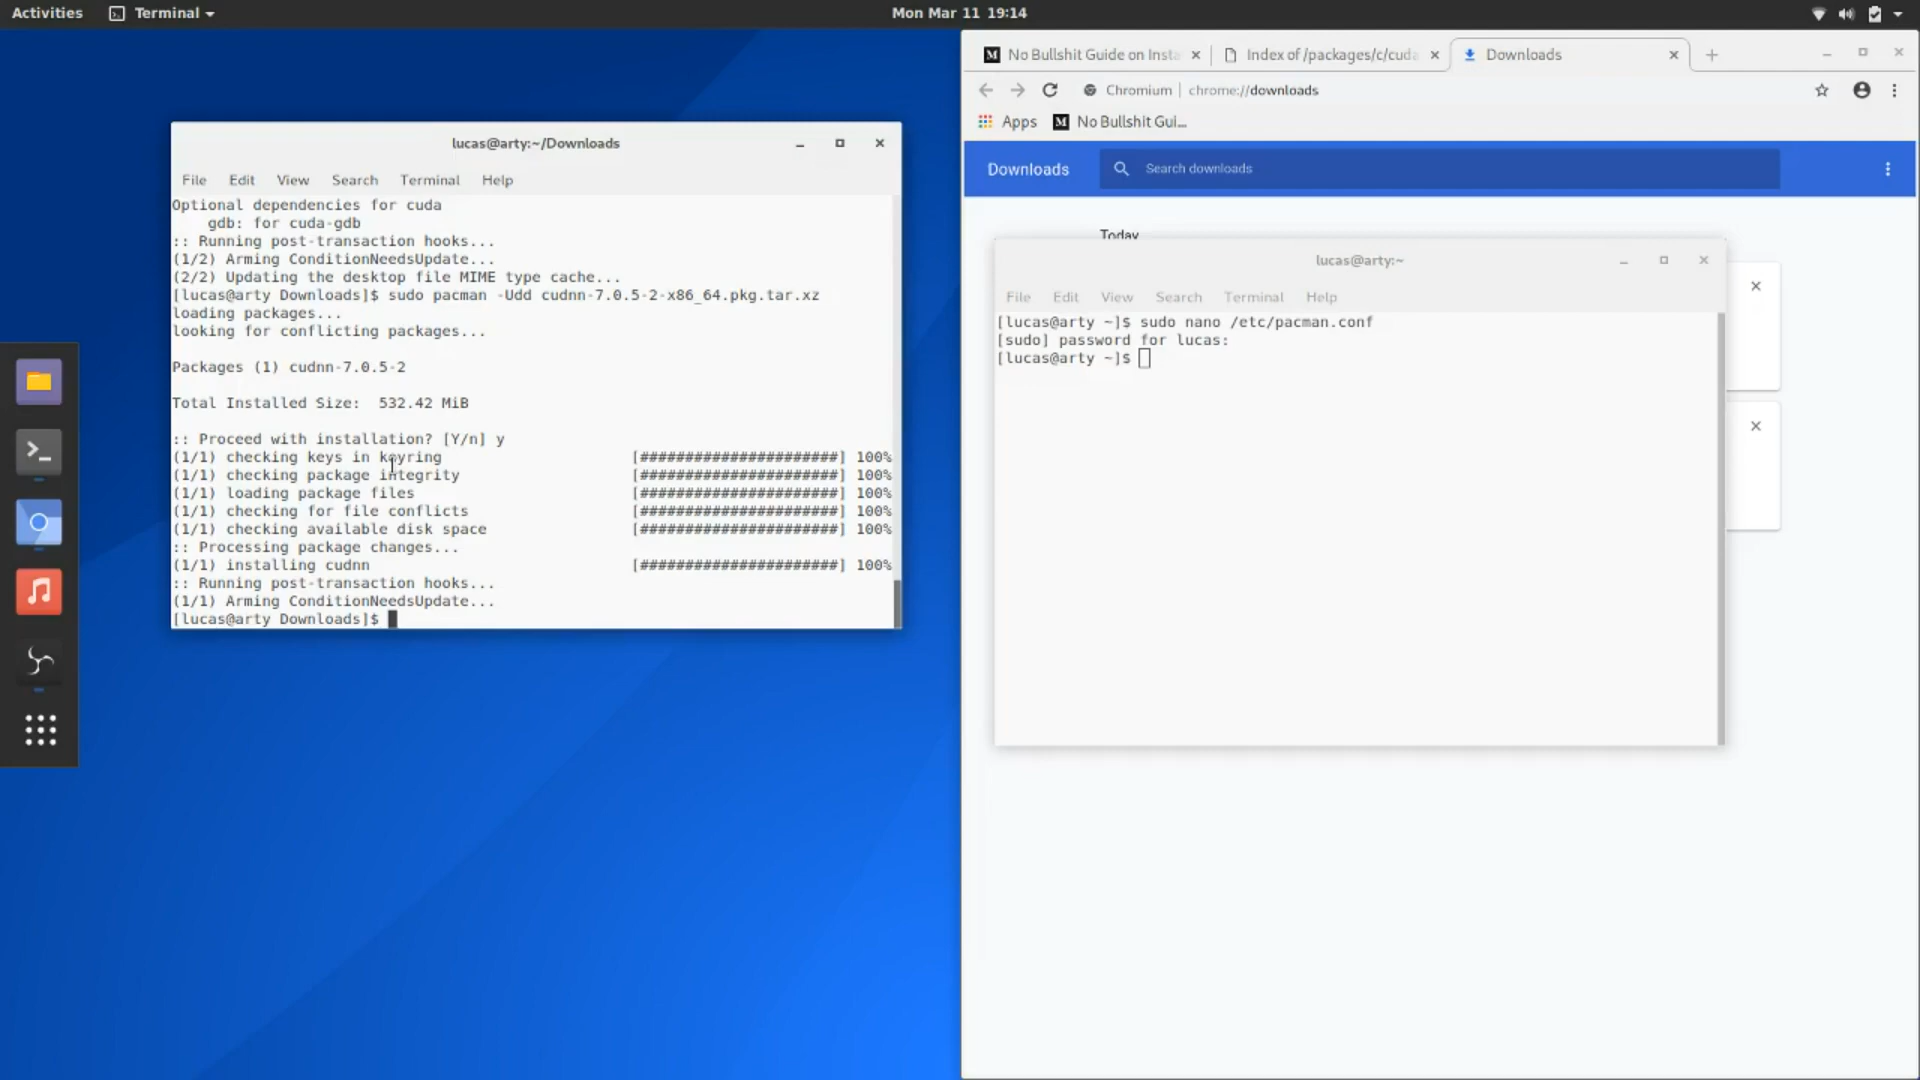 Activities Terminal Mon Mar 11 19:14
lucas@arty:~/Downloads
File Edit View Search Terminal Help
Optional dependencies for cuda
    gdb: for cuda-gdb
:: Running post-transaction hooks...
(1/2) Arming ConditionNeedsUpdate...
(2/2) Updating the desktop file MIME type cache...
[lucas@arty Downloads]$ sudo pacman -Udd cudnn-7.0.5-2-x86_64.pkg.tar.xz
loading packages...
looking for conflicting packages...
Packages (1) cudnn-7.0.5-2
Total Installed Size:  532.42 MiB
:: Proceed with installation? [Y/n] y
(1/1) checking keys in keyring [######################] 100%
(1/1) checking package integrity [######################] 100%
(1/1) loading package files [######################] 100%
(1/1) checking for file conflicts [######################] 100%
(1/1) checking available disk space [######################] 100%
:: Processing package changes...
(1/1) installing cudnn [######################] 100%
:: Running post-transaction hooks...
(1/1) Arming ConditionNeedsUpdate...
[lucas@arty Downloads]$
No Bullshit Guide on Insta Index of /packages/c/cuda Downloads
Chromium | chrome://downloads
Apps No Bullshit Gui...
Downloads Search downloads
Today
lucas@arty:~
File Edit View Search Terminal Help
[lucas@arty ~]$ sudo nano /etc/pacman.conf
[sudo] password for lucas:
[lucas@arty ~]$